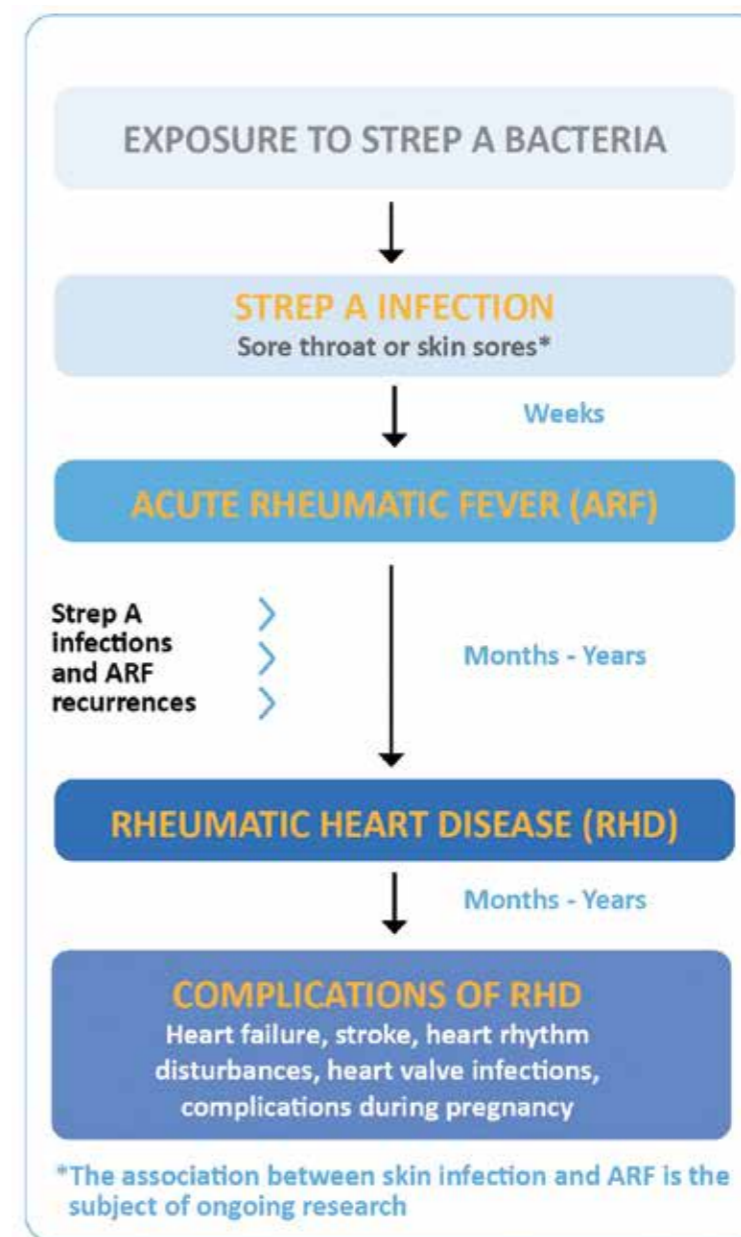 EXPOSURE TO STREP A BACTERIA
STREP A INFECTION
Sore throat or skin sores*
Weeks
ACUTE RHEUMATIC FEVER (ARF)
Strep A
infections
and ARF
recurrences
Months - Years
RHEUMATIC HEART DISEASE (RHD)
Months - Years
COMPLICATIONS OF RHD
Heart failure, stroke, heart rhythm
disturbances, heart valve infections,
complications during pregnancy
*The association between skin infection and ARF is the
subject of ongoing research